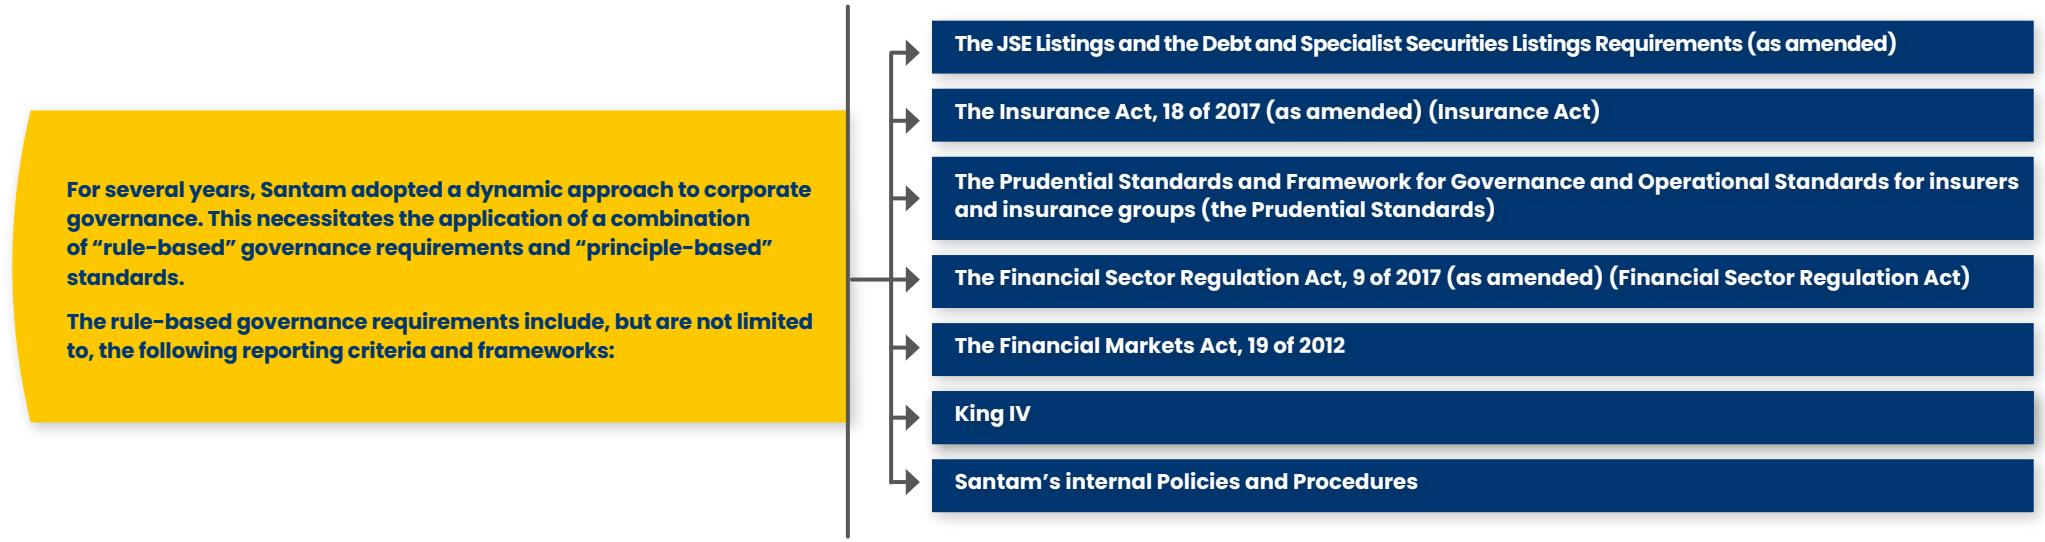 For several years, Santam adopted a dynamic approach to corporate
governance. This necessitates the application of a combination
of “rule-based” governance requirements and “principle-based”
standards.
The rule-based governance requirements include, but are not limited
to, the following reporting criteria and frameworks:
The JSE Listings and the Debt and Specialist Securities Listings Requirements (as amended)
The Insurance Act, 18 of 2017 (as amended) (Insurance Act)
The Prudential Standards and Framework for Governance and Operational Standards for insurers
and insurance groups (the Prudential Standards)
The Financial Sector Regulation Act, 9 of 2017 (as amended) (Financial Sector Regulation Act)
The Financial Markets Act, 19 of 2012
King IV
Santam’s internal Policies and Procedures